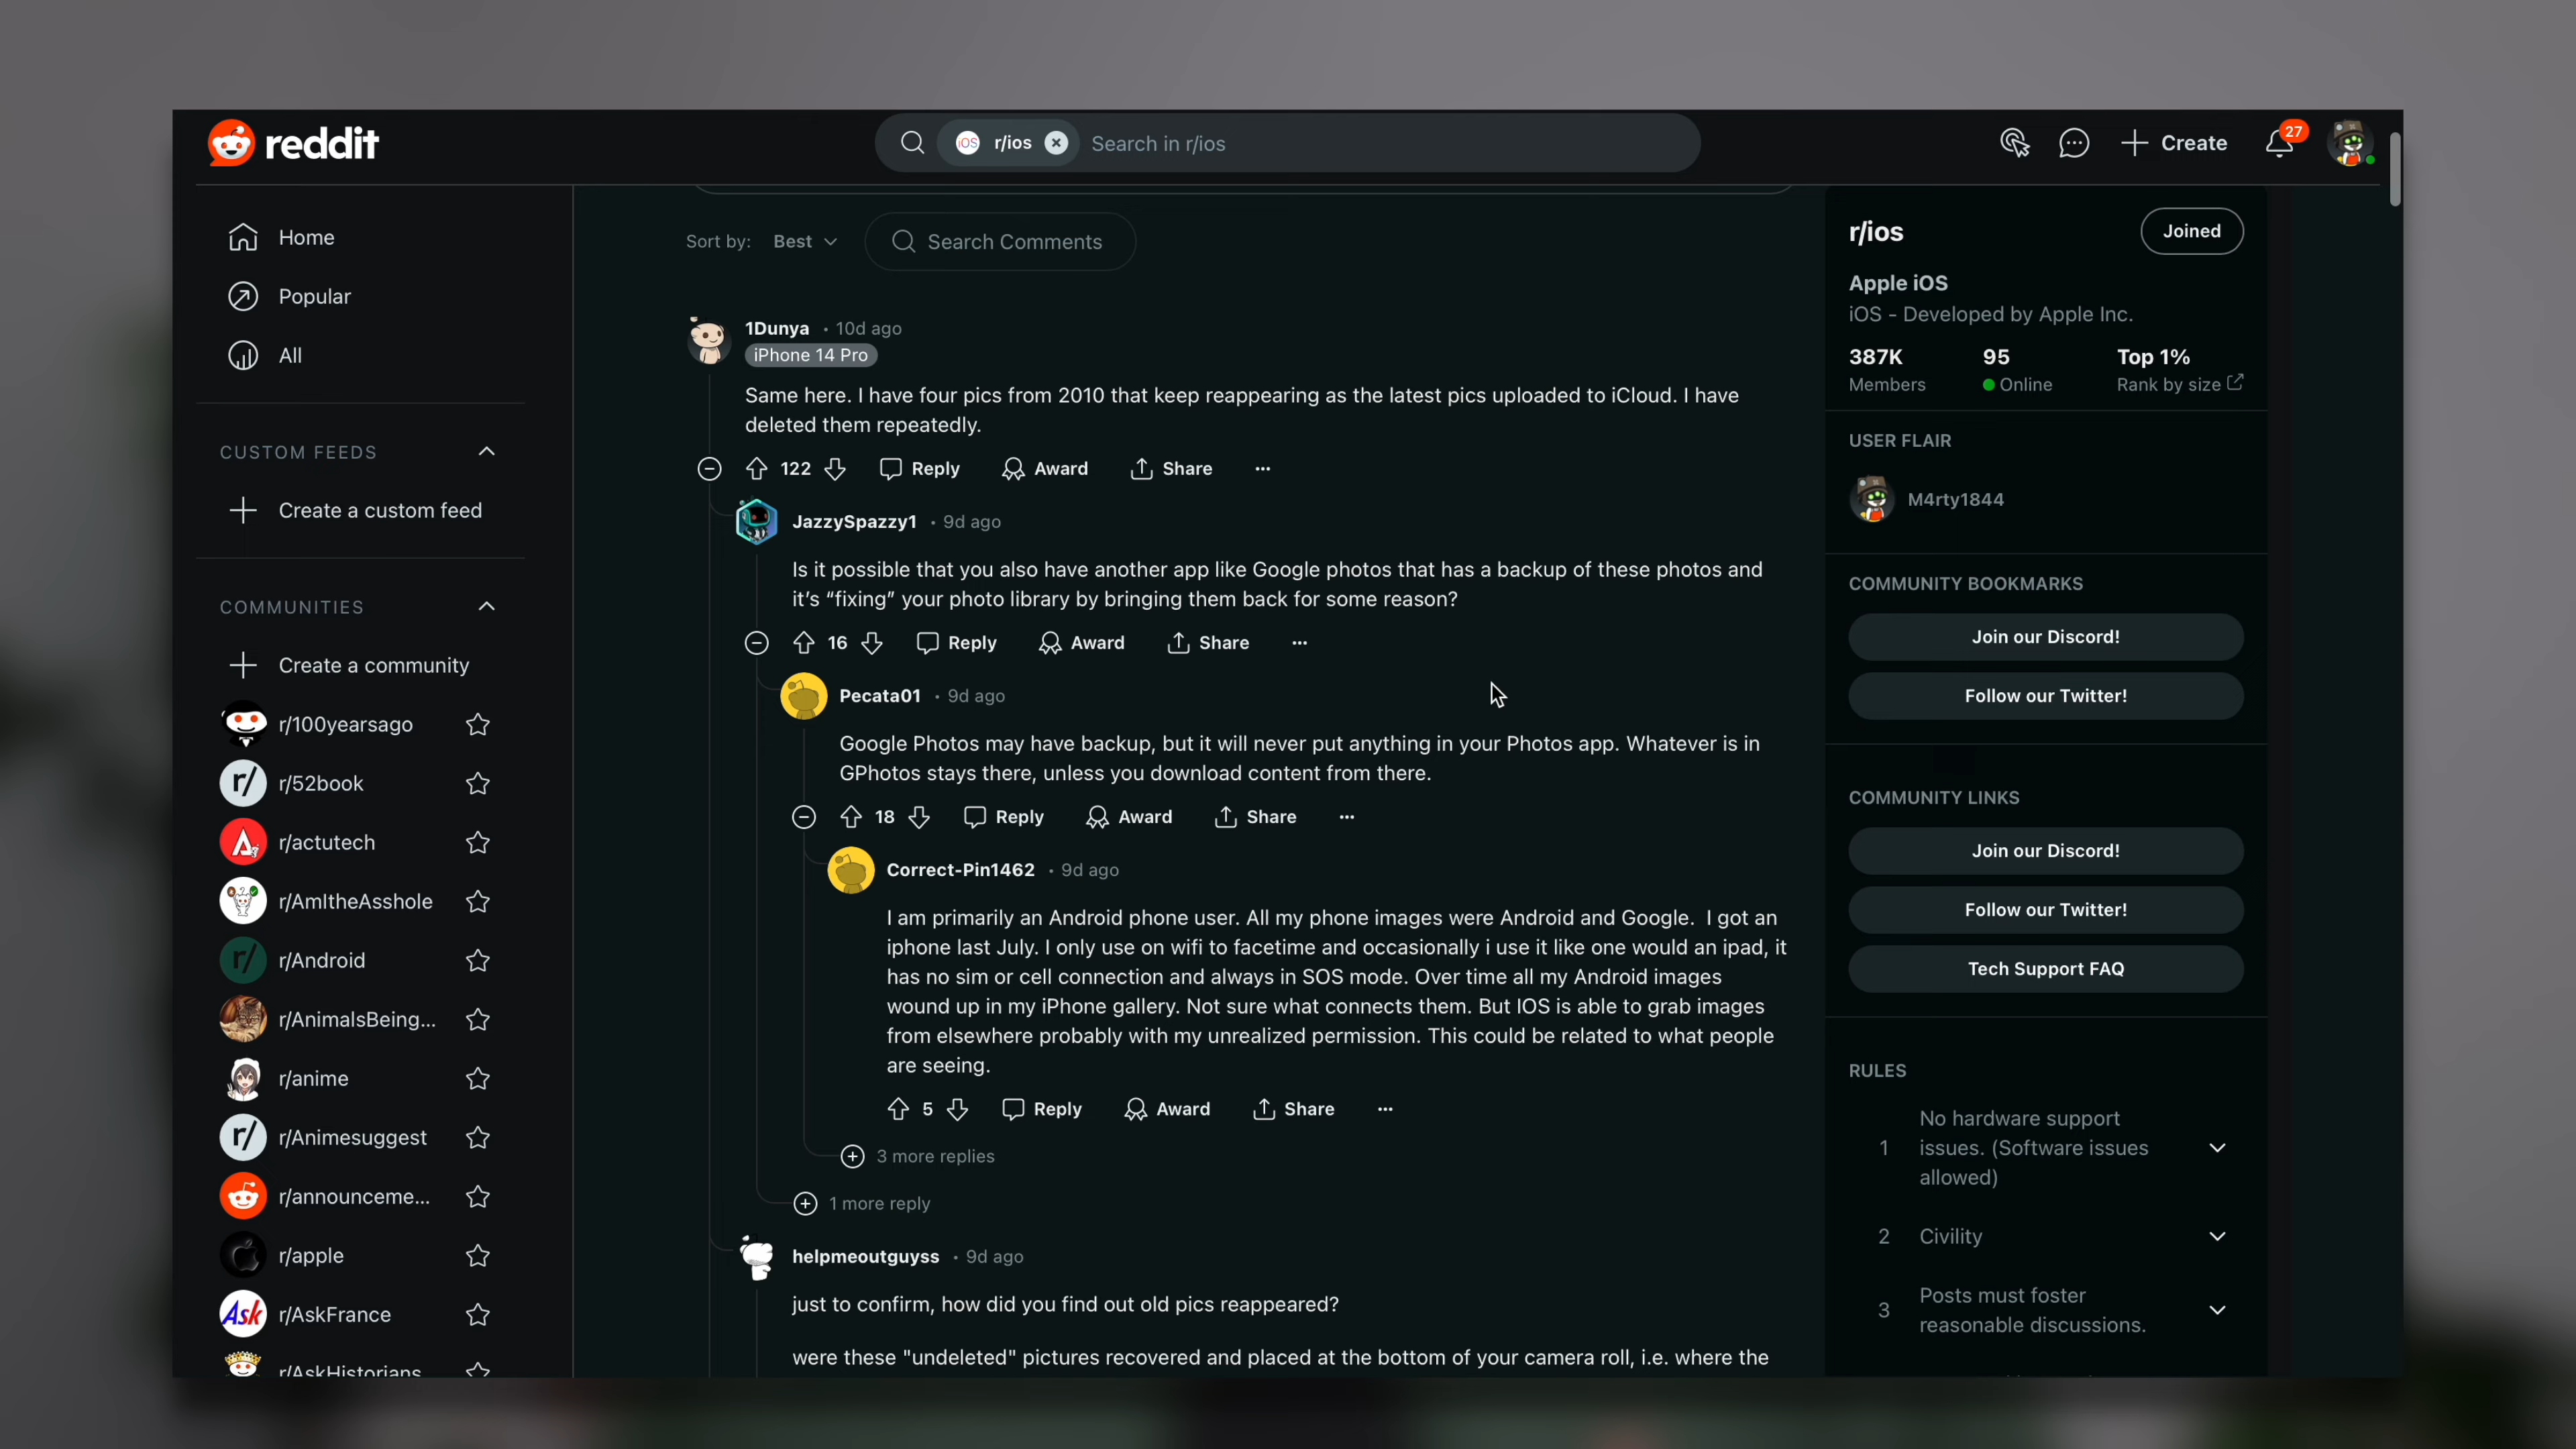 reddit
iOS r/ios Search in r/ios
Create
27
Home
Popular
All
CUSTOM FEEDS
Create a custom feed
COMMUNITIES
Create a community
r/100yearsago
r/ r/52book
r/actutech
r/AmItheAsshole
r/ r/Android
r/AnimalsBeing...
r/anime
r/ r/Animesuggest
r/announceme...
r/apple
Ask r/AskFrance
r/AskHistorians
Sort by: Best
Search Comments
1Dunya • 10d ago
iPhone 14 Pro
Same here. I have four pics from 2010 that keep reappearing as the latest pics uploaded to iCloud. I have
deleted them repeatedly.
122 Reply Award Share ...
JazzySpazzy1 • 9d ago
Is it possible that you also have another app like Google photos that has a backup of these photos and
it's “fixing” your photo library by bringing them back for some reason?
16 Reply Award Share ...
Pecata01 • 9d ago
Google Photos may have backup, but it will never put anything in your Photos app. Whatever is in
GPhotos stays there, unless you download content from there.
18 Reply Award Share ...
Correct-Pin1462 • 9d ago
I am primarily an Android phone user. All my phone images were Android and Google. I got an
iphone last July. I only use on wifi to facetime and occasionally i use it like one would an ipad, it
has no sim or cell connection and always in SOS mode. Over time all my Android images
wound up in my iPhone gallery. Not sure what connects them. But IOS is able to grab images
from elsewhere probably with my unrealized permission. This could be related to what people
are seeing.
5 Reply Award Share ...
3 more replies
1 more reply
helpmeoutguyss • 9d ago
just to confirm, how did you find out old pics reappeared?
were these "undeleted" pictures recovered and placed at the bottom of your camera roll, i.e. where the
r/ios
Joined
Apple iOS
iOS - Developed by Apple Inc.
387K 95 Top 1%
Members Online Rank by size
USER FLAIR
M4rty1844
COMMUNITY BOOKMARKS
Join our Discord!
Follow our Twitter!
COMMUNITY LINKS
Join our Discord!
Follow our Twitter!
Tech Support FAQ
RULES
1 No hardware support
issues. (Software issues
allowed)
2 Civility
3 Posts must foster
reasonable discussions.